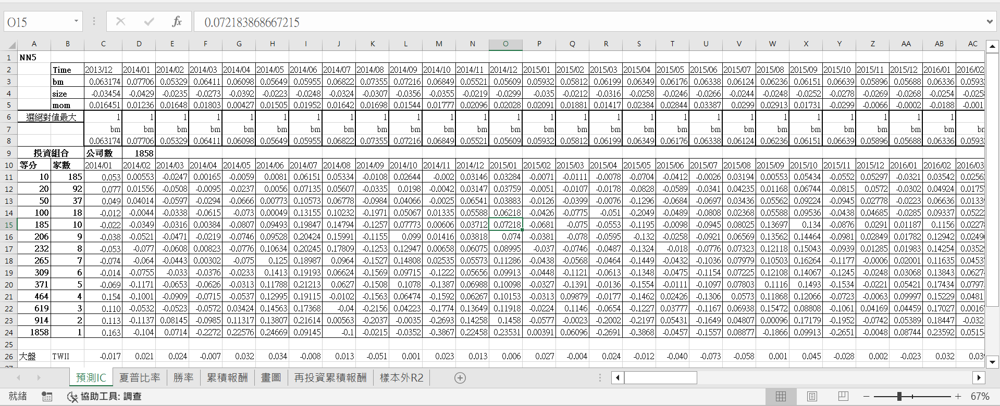 O15 fx 0.072183868667215
A B C D E F G H I J K L M N O P Q R S T U V W X Y Z AA AB AC
1 NN5
2 Time 2013/12 2014/01 2014/02 2014/03 2014/04 2014/05 2014/06 2014/07 2014/08 2014/09 2014/10 2014/11 2014/12 2015/01 2015/02 2015/03 2015/04 2015/05 2015/06 2015/07 2015/08 2015/09 2015/10 2015/11 2015/12 2016/01 2016/02
3 bm 0.063174 0.07706 0.05329 0.06411 0.06098 0.05649 0.05955 0.06822 0.07355 0.07216 0.06849 0.05521 0.05609 0.05932 0.05812 0.06199 0.06349 0.06176 0.06338 0.06124 0.06236 0.06151 0.06639 0.05896 0.05688 0.06336 0.0593
4 size -0.03454 -0.0429 -0.0235 -0.0273 -0.0392 -0.0223 -0.0248 -0.0324 -0.0307 -0.0356 -0.0355 -0.0219 -0.0299 -0.035 -0.0212 -0.0316 -0.0258 -0.0246 -0.0266 -0.0244 -0.0248 -0.0252 -0.0278 -0.0269 -0.0268 -0.0254 -0.025
5 mom 0.016451 0.01236 0.01648 0.01803 0.00427 0.01505 0.01952 0.01642 0.01698 0.01544 0.01777 0.02096 0.02028 0.02091 0.01881 0.01417 0.02384 0.02844 0.03387 0.0299 0.02913 0.01731 -0.0299 -0.0066 -0.0002 -0.0188 -0.001
6 選絕對值最大 1 1 1 1 1 1 1 1 1 1 1 1 1 1 1 1 1 1 1 1 1 1 1 1 1 1
7 bm bm bm bm bm bm bm bm bm bm bm bm bm bm bm bm bm bm bm bm bm bm bm bm bm bm
8 0.063174 0.07706 0.05329 0.06411 0.06098 0.05649 0.05955 0.06822 0.07355 0.07216 0.06849 0.05521 0.05609 0.05932 0.05812 0.06199 0.06349 0.06176 0.06338 0.06124 0.06236 0.06151 0.06639 0.05896 0.05688 0.06336 0.0593
9 投資組合 公司數 1858
10 等分 家數 2014/01 2014/02 2014/03 2014/04 2014/05 2014/06 2014/07 2014/08 2014/09 2014/10 2014/11 2014/12 2015/01 2015/02 2015/03 2015/04 2015/05 2015/06 2015/07 2015/08 2015/09 2015/10 2015/11 2015/12 2016/01 2016/02 2016/03
11 10 185 0.053 0.00553 -0.0247 0.00165 -0.0059 0.0081 0.06151 0.05334 -0.0108 0.02644 -0.002 0.03146 0.03284 -0.0071 -0.0111 -0.0078 -0.0704 -0.0412 -0.0026 0.03194 0.00553 0.05434 -0.0552 0.05297 -0.0321 0.03542 0.0256
12 20 92 0.077 0.01556 -0.0508 -0.0095 -0.0237 0.0056 0.07135 0.05607 -0.0335 0.0198 -0.0042 0.03147 0.03759 -0.0051 -0.0107 -0.0178 -0.0828 -0.0589 -0.0341 0.04235 0.01168 0.06744 -0.0815 0.0572 -0.0302 0.04924 0.0175
13 50 37 0.049 0.04014 -0.0597 -0.0294 -0.0666 0.00773 0.10573 0.06778 -0.0984 0.04066 -0.0025 0.06541 0.03883 -0.0126 -0.0399 -0.0076 -0.1296 -0.0684 -0.0697 0.03436 0.05562 0.09224 -0.0945 0.02778 -0.0223 0.06636 0.0133
14 100 18 -0.012 -0.0044 -0.0338 -0.0615 -0.073 0.00049 0.13155 0.10232 -0.1971 0.05067 0.01335 0.05588 0.06218 -0.0426 -0.0775 -0.051 -0.2049 -0.0489 -0.0808 0.02368 0.05588 0.09536 -0.0438 0.04685 -0.0285 0.09337 0.0522
15 185 10 -0.022 -0.0349 -0.0316 0.00384 -0.0807 0.09493 0.19847 0.14794 -0.1257 0.07773 0.00606 0.03712 0.07218 -0.0681 -0.075 -0.0553 -0.1195 -0.0098 -0.0945 0.08025 0.13697 0.134 -0.0876 0.0291 0.01187 0.1156 0.0227
16 206 9 -0.038 -0.0521 -0.0471 -0.0219 -0.0746 0.09528 0.20424 0.15991 -0.1155 0.099 0.01416 0.03818 0.074 -0.0381 -0.078 -0.0595 -0.132 -0.0258 -0.0921 0.06569 0.13562 0.14464 -0.0981 0.02849 0.01782 0.12942 0.0249
17 232 8 -0.053 -0.077 -0.0608 0.00823 -0.0776 0.10634 0.20245 0.17809 -0.1253 0.12947 0.00658 0.06075 0.08995 -0.037 -0.0746 -0.0487 -0.1324 -0.018 -0.0776 0.07323 0.12118 0.15043 -0.0939 0.01285 0.01983 0.14254 0.0352
18 265 7 -0.074 -0.064 -0.0443 0.00302 -0.075 0.125 0.18987 0.0964 -0.1527 0.14808 0.02535 0.05573 0.11286 -0.0438 -0.0568 -0.0464 -0.1449 -0.0432 -0.1036 0.07979 0.10503 0.16264 -0.1177 -0.0006 0.02001 0.11635 0.0453
19 309 6 -0.014 -0.0755 -0.033 -0.0376 -0.0233 0.1413 0.19193 0.06624 -0.1569 0.09715 -0.1222 0.05656 0.09913 -0.0448 -0.1121 -0.0613 -0.1348 -0.0475 -0.1154 0.07225 0.12108 0.14067 -0.1245 -0.0248 0.03068 0.13843 0.0627
20 371 5 -0.069 -0.1171 -0.0653 -0.0626 -0.0313 0.11788 0.21213 0.0627 -0.1508 0.1078 -0.1387 0.06988 0.10098 -0.0327 -0.1391 -0.0136 -0.1554 -0.0111 -0.1097 0.07803 0.1116 0.1493 -0.1534 -0.0221 0.05421 0.17434 0.0797
21 464 4 0.154 -0.1001 -0.0909 -0.0715 -0.0537 0.12995 0.19115 -0.0102 -0.1563 0.06474 -0.1592 0.06267 0.10153 -0.0313 0.09879 -0.0177 -0.1462 0.02426 -0.1306 0.0573 0.11868 0.12066 -0.0723 -0.0063 0.09997 0.15229 0.0481
22 619 3 0.110 -0.0532 -0.0523 -0.0572 0.03424 0.14563 0.17368 -0.04 -0.2156 0.04223 -0.1774 0.13649 0.11918 -0.0224 0.1146 -0.0654 -0.1227 0.03777 -0.1167 0.06938 0.15472 0.08808 -0.1061 0.04169 0.04459 0.17027 0.0016
23 914 2 0.113 -0.1137 0.08145 -0.0985 0.11317 0.13807 0.21614 0.00563 -0.2037 -0.0035 -0.2693 0.14258 0.1458 -0.0577 -0.0023 -0.2002 -0.2197 0.05431 -0.1649 0.04807 0.00096 0.17179 -0.1952 -0.0742 0.05389 0.18447 -0.032
24 1858 1 0.163 -0.104 0.0714 -0.2272 0.22576 0.24669 0.09145 -0.1 -0.0215 -0.0352 -0.3867 0.22458 0.23531 0.00391 0.06096 -0.2691 -0.3868 -0.0457 -0.1557 0.08877 -0.1866 0.09913 -0.2651 -0.0048 0.08744 0.23592 0.0515
25
26 大盤 TWII -0.017 0.021 0.024 -0.007 0.032 0.034 -0.008 0.013 -0.051 0.001 0.023 0.013 0.006 0.027 -0.004 0.024 -0.012 -0.040 -0.073 -0.058 0.001 0.045 -0.028 0.002 -0.023 0.032 0.03
預測IC 夏普比率 勝率 累積報酬 畫圖 再投資累積報酬 樣本外R2
就緒 協助工具: 調查 67%